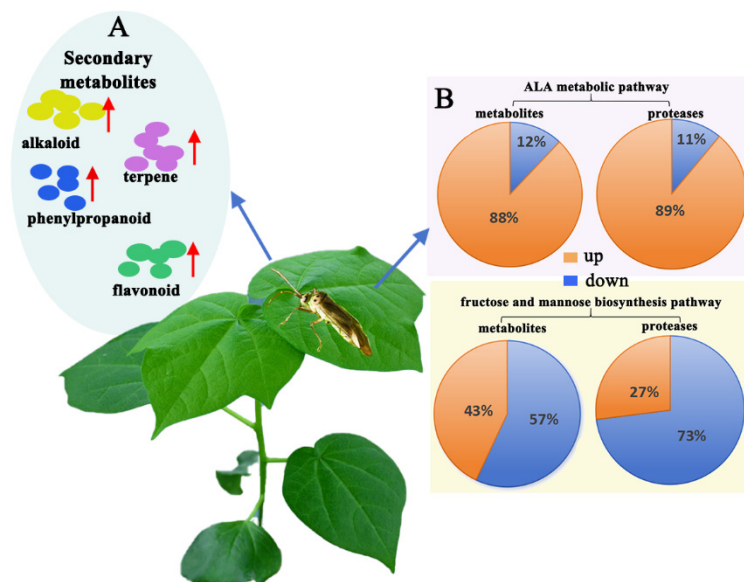 A
Secondary
metabolites
alkaloid
terpene
phenylpropanoid
flavonoid
B
ALA metabolic pathway
metabolites
proteases
12%
88%
11%
89%
up
down
fructose and mannose biosynthesis pathway
metabolites
proteases
43%
57%
27%
73%